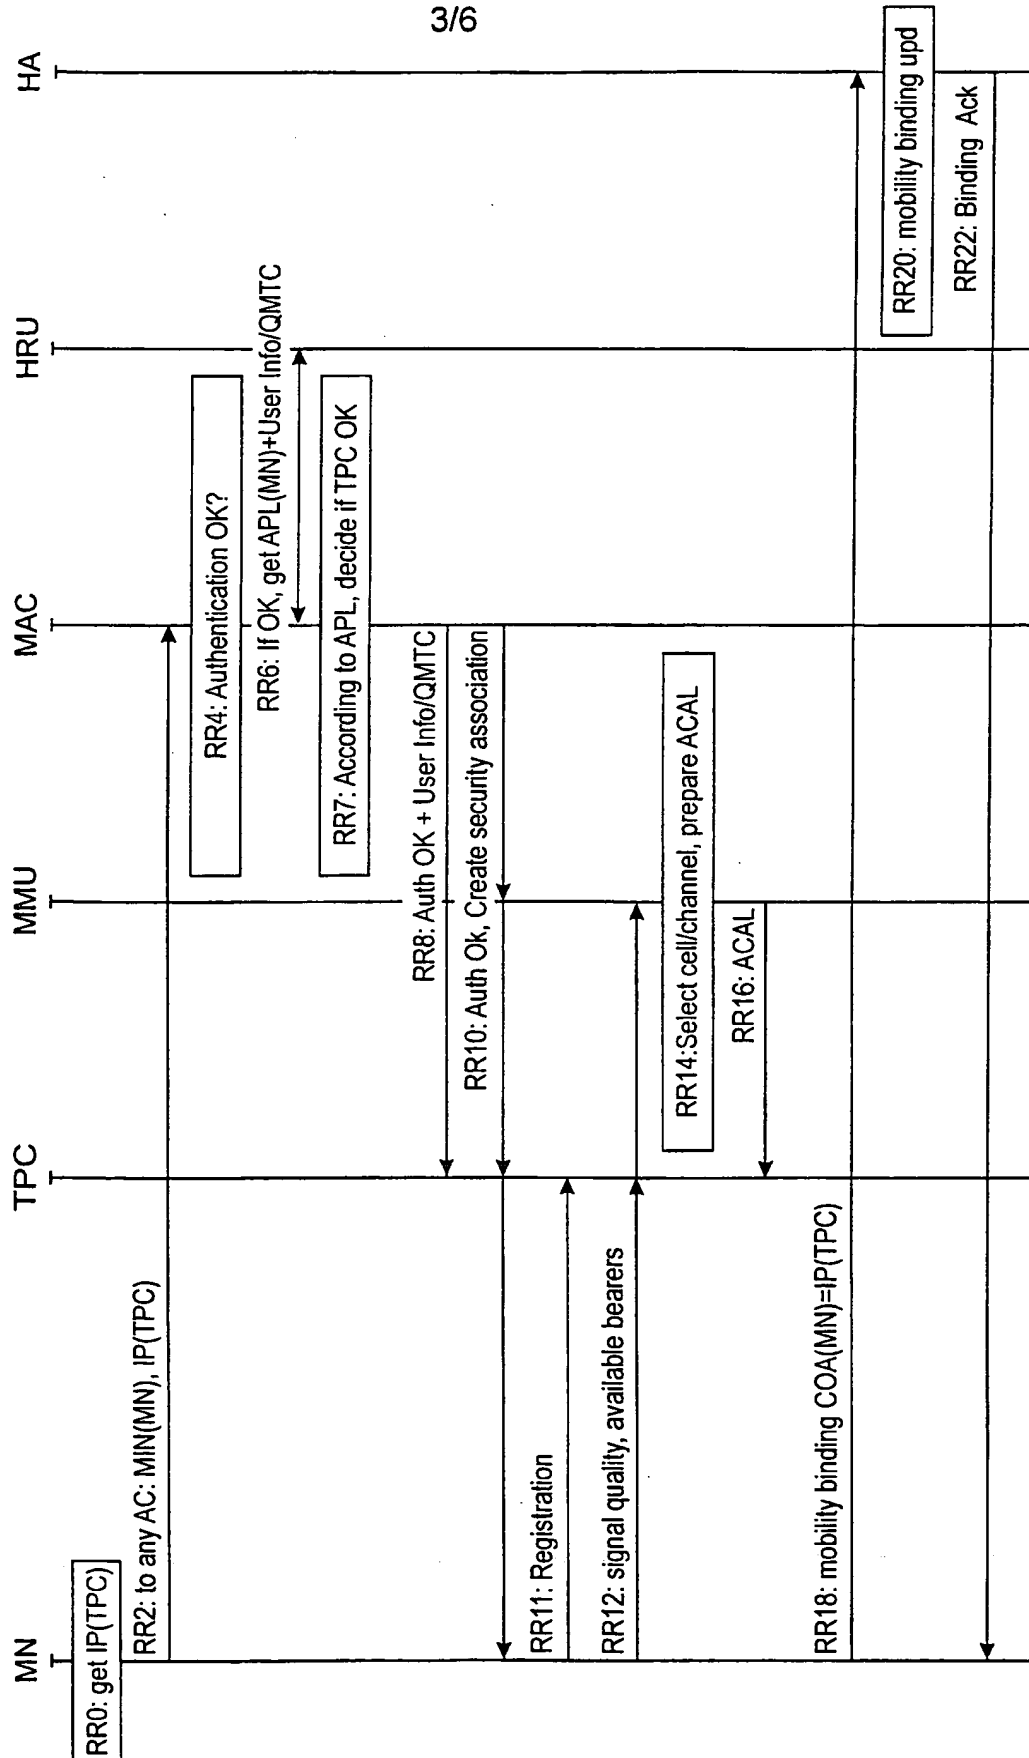 3/6
MN
TPC
MMU
MAC
HRU
HA
RR0: get IP(TPC)
RR2: to any AC: MIN(MN), IP(TPC)
RR4: Authentication OK?
RR6: If OK, get APL(MN)+User Info/QMTC
RR7: According to APL, decide if TPC OK
RR8: Auth OK + User Info/QMTC
RR10: Auth Ok, Create security association
RR11: Registration
RR12: signal quality, available bearers
RR14:Select cell/channel, prepare ACAL
RR16: ACAL
RR18: mobility binding COA(MN)=IP(TPC)
RR20: mobility binding upd
RR22: Binding Ack